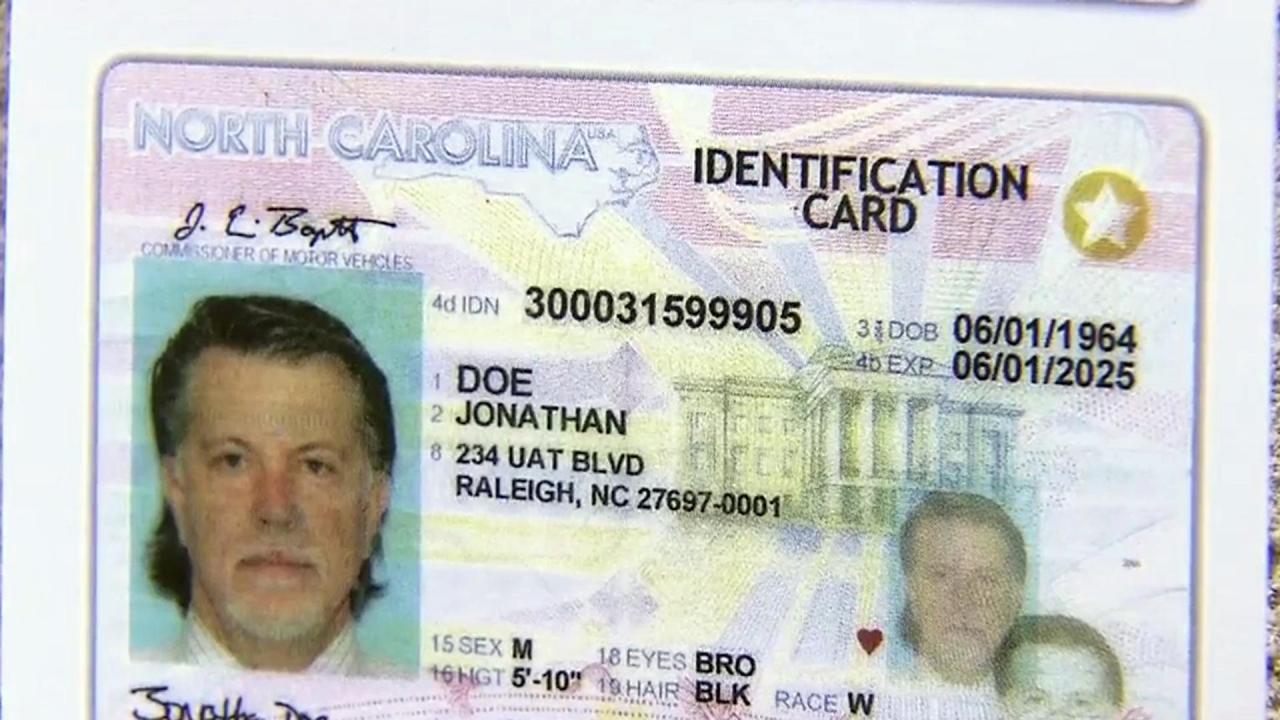 NORTH CAROLINA USA
IDENTIFICATION
CARD
COMMISSIONER OF MOTOR VEHICLES
4d IDN 300031599905
3 DOB 06/01/1964
4b EXP 06/01/2025
1 DOE
2 JONATHAN
8 234 UAT BLVD
RALEIGH, NC 27697-0001
15 SEX M 18 EYES BRO
16 HGT 5'-10" 19 HAIR BLK RACE W
Jonathan Doe